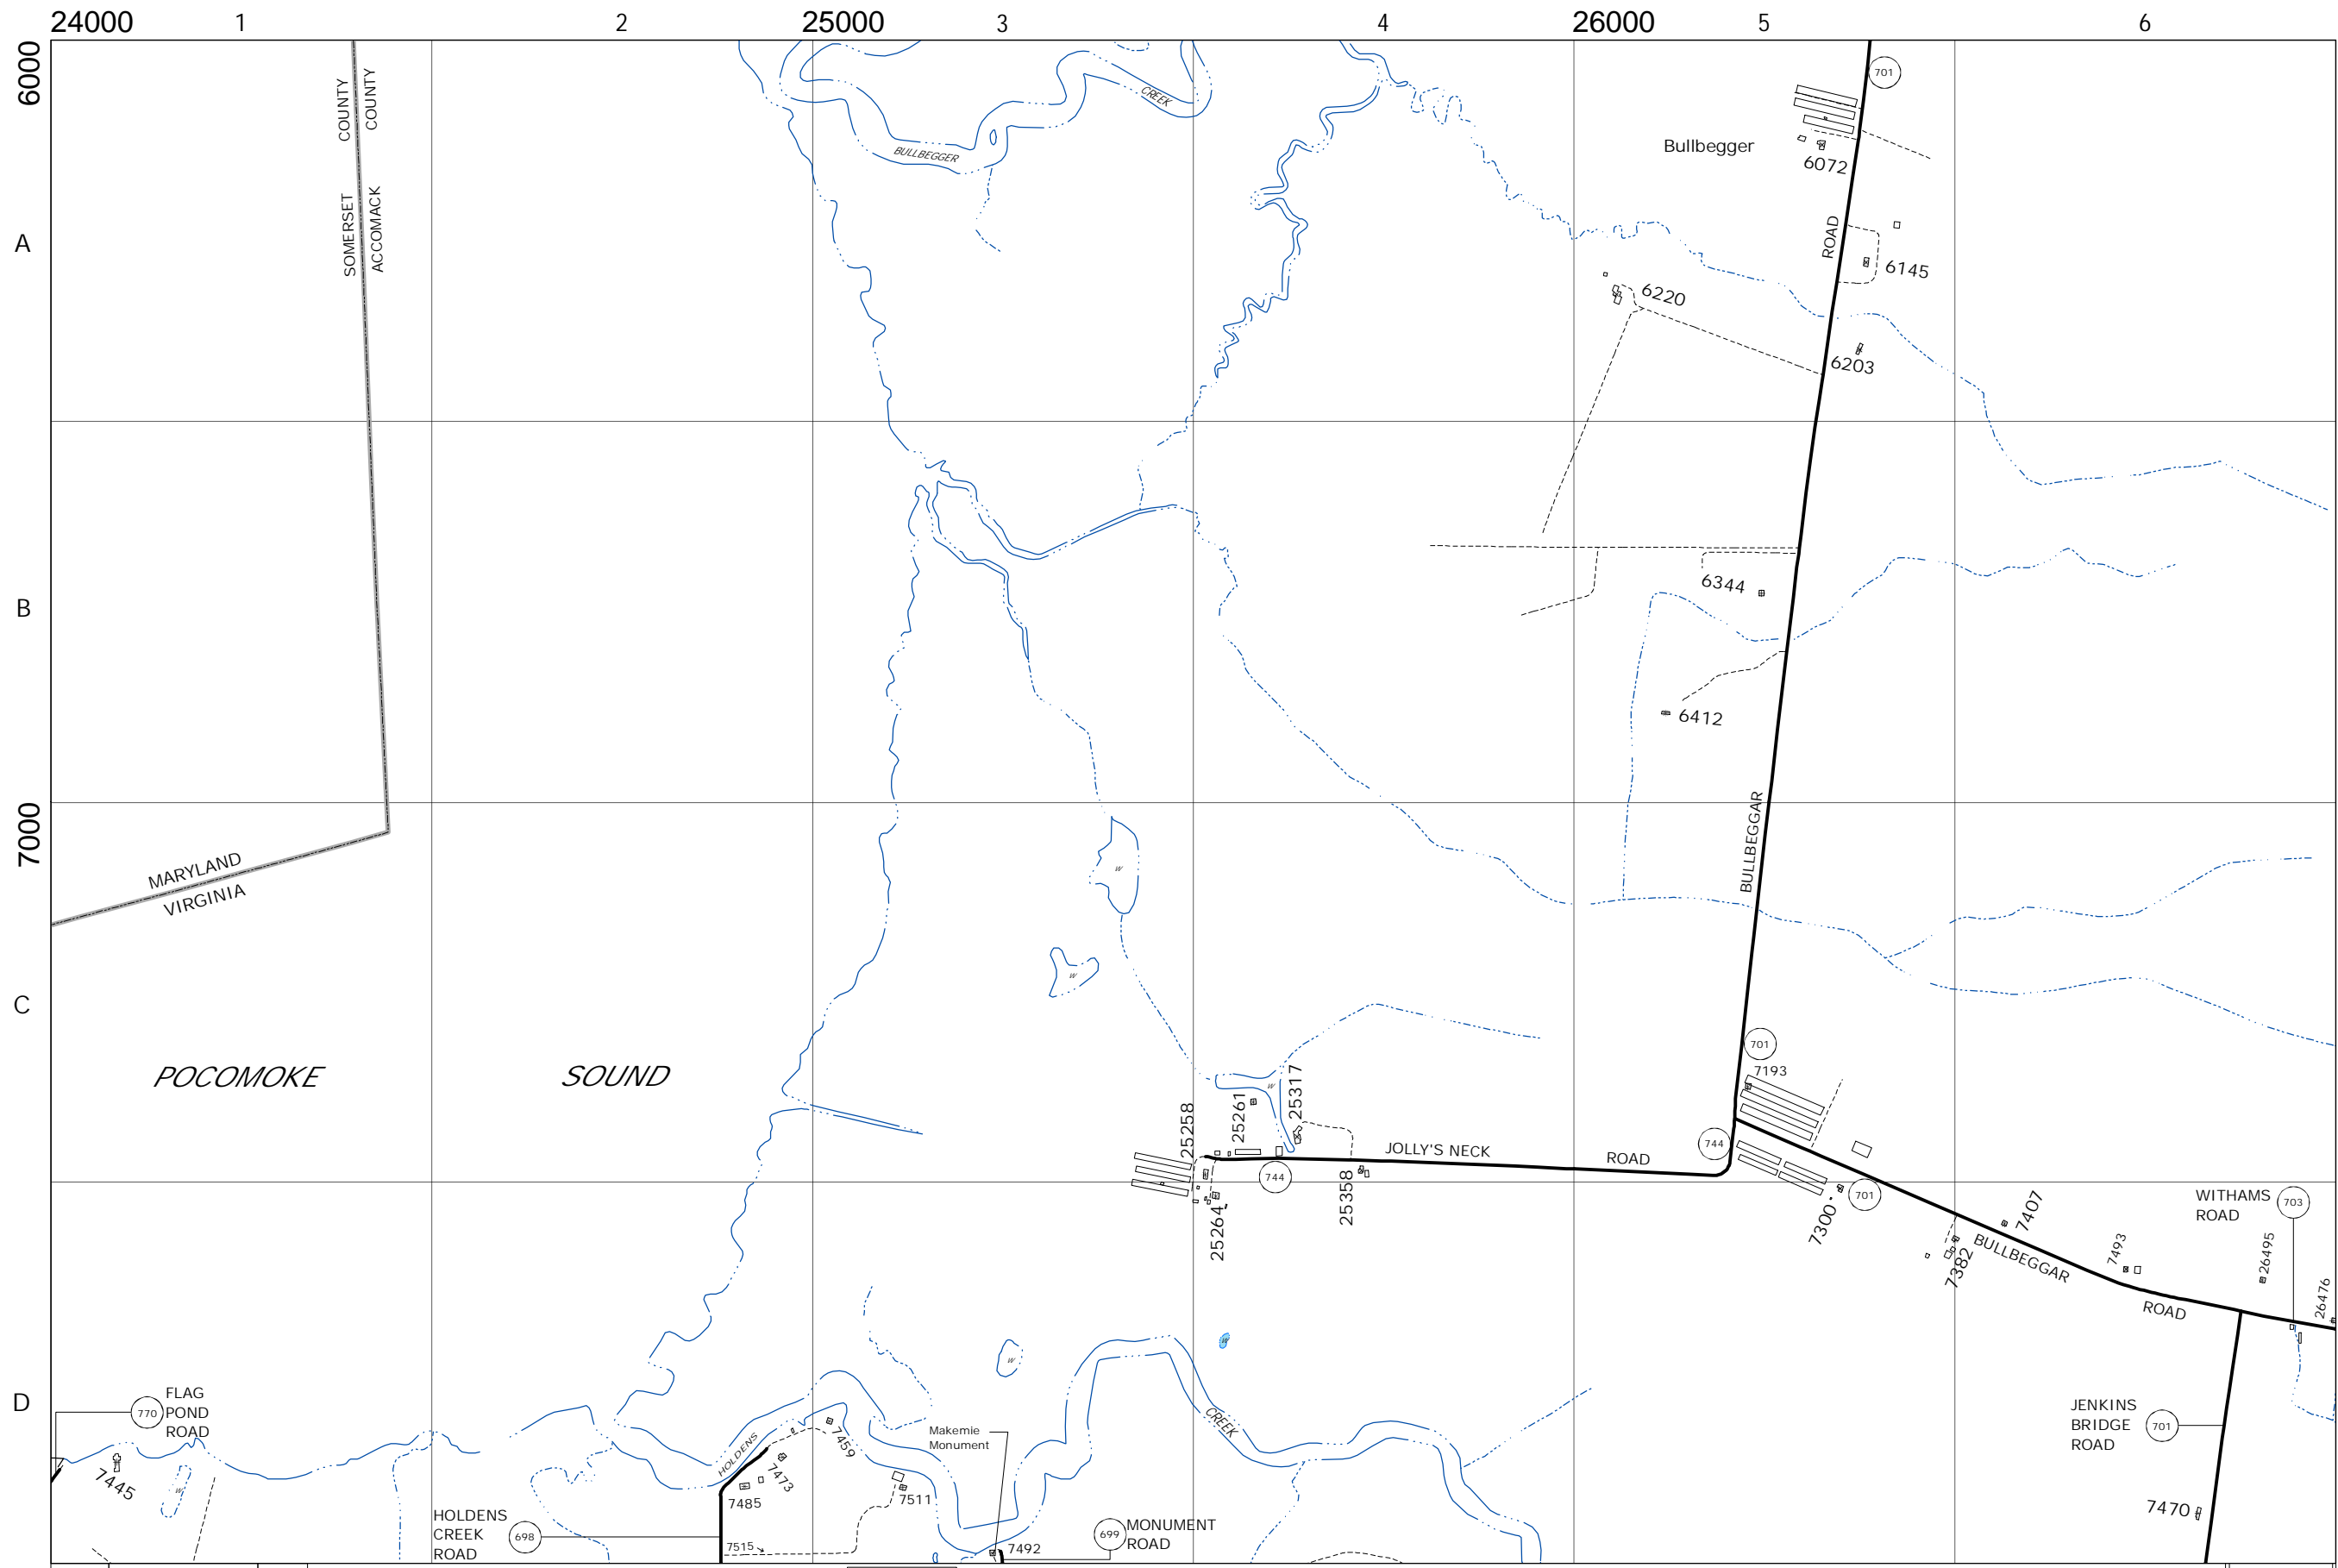 24000 1 2 25000 3 4 26000 5 6
6000
701
COUNTY
COUNTY
CREEK
BULLBEGGER
Bullbegger
6072
SOMERSET
ACCOMACK
A
ROAD
6145
6220
6203
B
6344
6412
7000
BULLBEGGAR
MARYLAND
VIRGINIA
W
W
C
701
POCOMOKE SOUND
7193
W
25317
25261
25258
744
JOLLY'S NECK ROAD
744
25358
25264
701
7300
7407
7382
BULLBEGGAR
ROAD
WITHAMS
ROAD
703
7493
26495
26476
W
W
D
770
FLAG
POND
ROAD
7445
W
HOLDENS
CREEK
7459
7473
7485
7511
Makemie
Monument
HOLDENS
CREEK
ROAD
698
7515
7492
699
MONUMENT
ROAD
JENKINS
BRIDGE
ROAD
701
7470